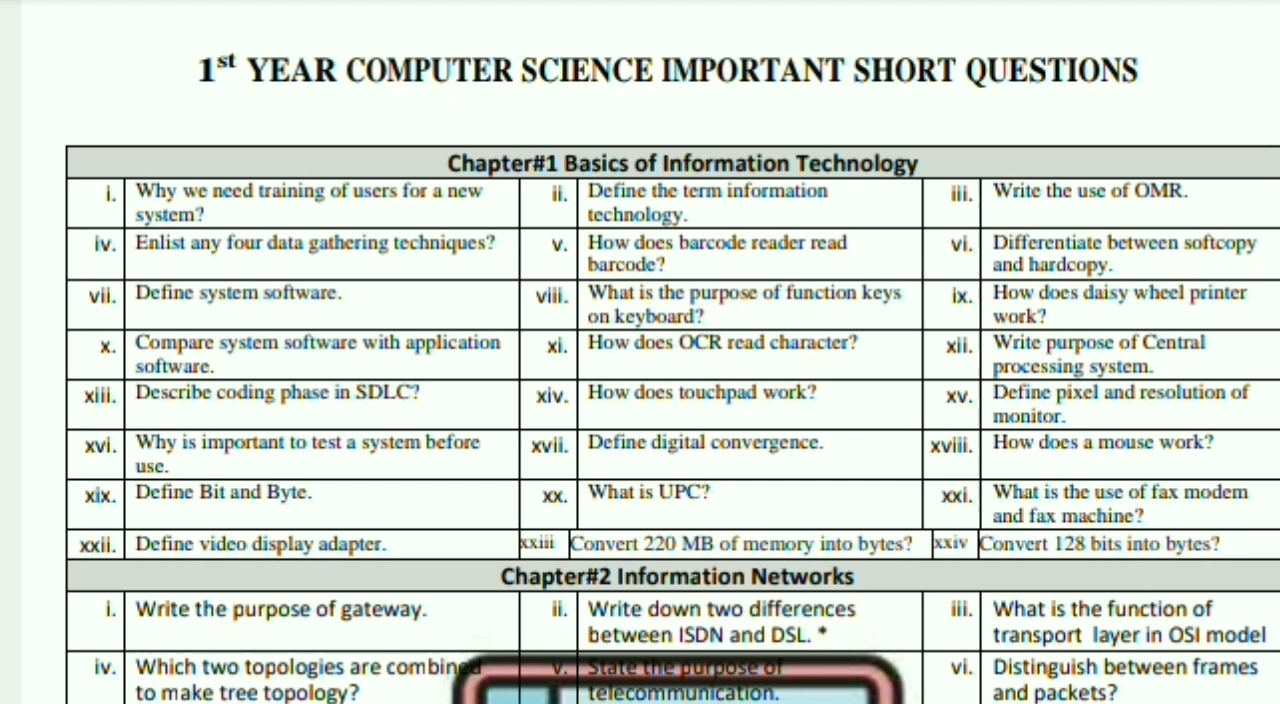 1st YEAR COMPUTER SCIENCE IMPORTANT SHORT QUESTIONS
Chapter#1 Basics of Information Technology
i. Why we need training of users for a new
system?
ii. Define the term information
technology.
iii. Write the use of OMR.
iv. Enlist any four data gathering techniques?
v. How does barcode reader read
barcode?
vi. Differentiate between softcopy
and hardcopy.
vii. Define system software.
viii. What is the purpose of function keys
on keyboard?
ix. How does daisy wheel printer
work?
x. Compare system software with application
software.
xi. How does OCR read character?
xii. Write purpose of Central
processing system.
xiii. Describe coding phase in SDLC?
xiv. How does touchpad work?
xv. Define pixel and resolution of
monitor.
xvi. Why is important to test a system before
use.
xvii. Define digital convergence.
xviii. How does a mouse work?
xix. Define Bit and Byte.
xx. What is UPC?
xxi. What is the use of fax modem
and fax machine?
xxii. Define video display adapter.
xxiii Convert 220 MB of memory into bytes?
xxiv Convert 128 bits into bytes?
Chapter#2 Information Networks
i. Write the purpose of gateway.
ii. Write down two differences
between ISDN and DSL. *
iii. What is the function of
transport layer in OSI model
iv. Which two topologies are combined
to make tree topology?
v. State the purpose of
telecommunication.
vi. Distinguish between frames
and packets?